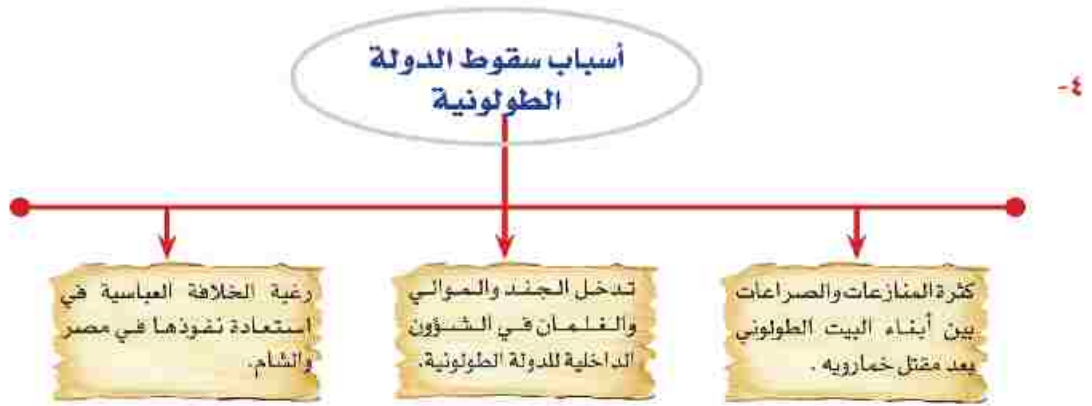 ٤-
أسباب سقوط الدولة
الطولونية
كثرة المنازعات والصراعات
بين أبناء البيت الطولوني
بعد مقتل خمارويه .
تدخل الجند والموالي
والغلمان في الشؤون
الداخلية للدولة الطولونية.
رغبة الخلافة العباسية في
استعادة نفوذها في مصر
والشام.